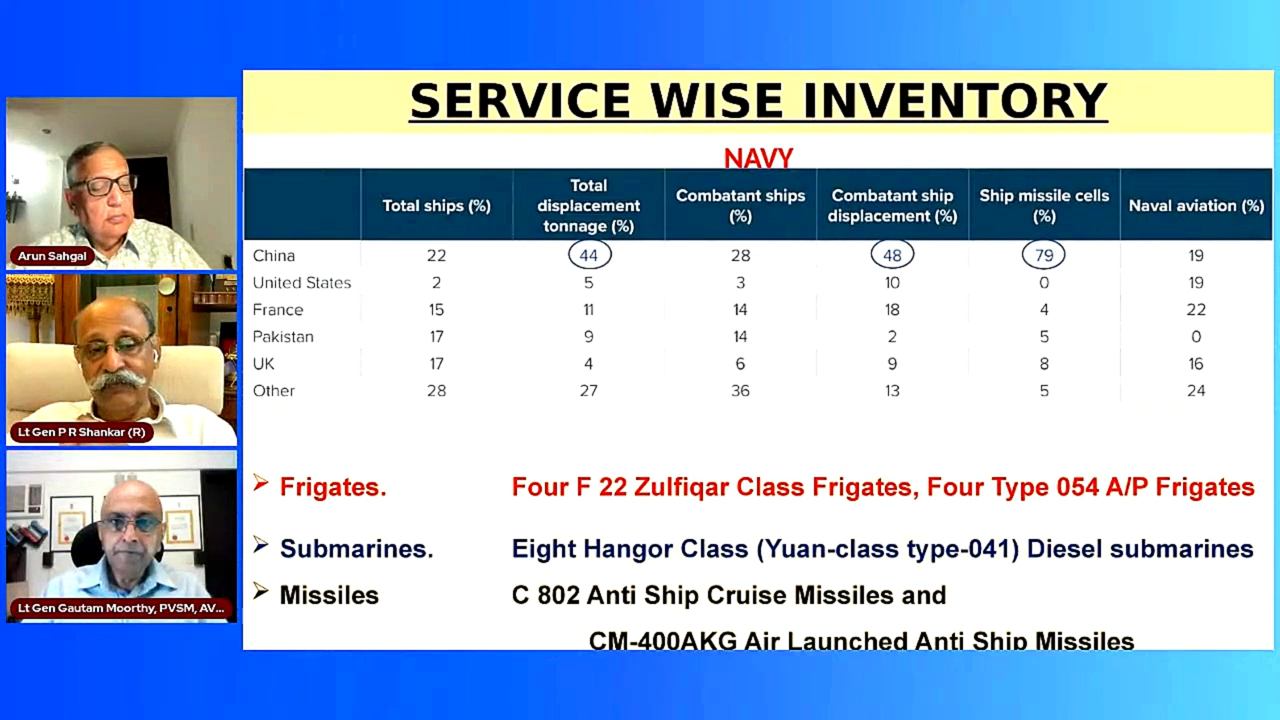 SERVICE WISE INVENTORY
NAVY
Total ships (%) Total displacement tonnage (%) Combatant ships (%) Combatant ship displacement (%) Ship missile cells (%) Naval aviation (%)
China 22 44 28 48 79 19
United States 2 5 3 10 0 19
France 15 11 14 18 4 22
Pakistan 17 9 14 2 5 0
UK 17 4 6 9 8 16
Other 28 27 36 13 5 24
Frigates. Four F 22 Zulfiqar Class Frigates, Four Type 054 A/P Frigates
Submarines. Eight Hangor Class (Yuan-class type-041) Diesel submarines
Missiles C 802 Anti Ship Cruise Missiles and
CM-400AKG Air Launched Anti Ship Missiles
Arun Sahgal
Lt Gen P R Shankar (R)
Lt Gen Gautam Moorthy, PVSM, AV...